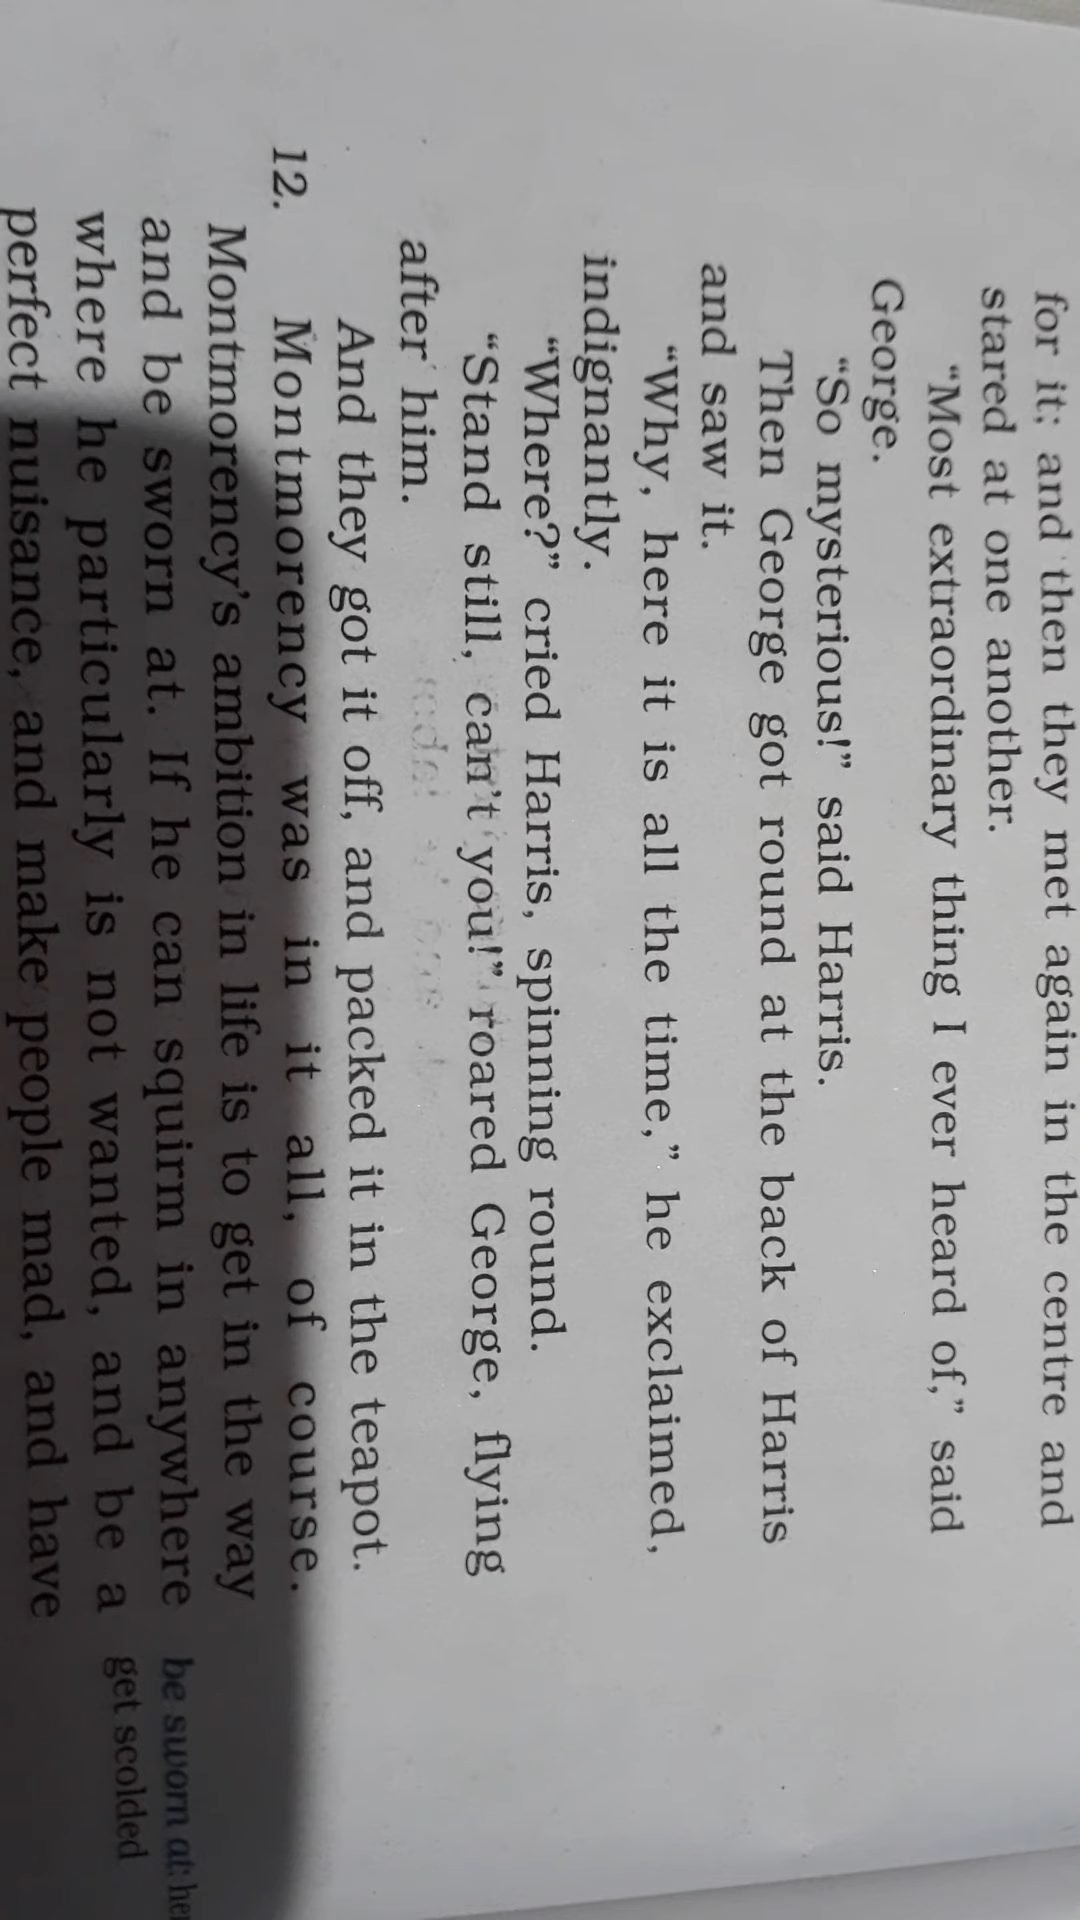 for it; and then they met again in the centre and
stared at one another.
“Most extraordinary thing I ever heard of,” said
George.
“So mysterious!” said Harris.
Then George got round at the back of Harris
and saw it.
“Why, here it is all the time,” he exclaimed,
indignantly.
“Where?” cried Harris, spinning round.
“Stand still, can’t you!” roared George, flying
after him.
And they got it off, and packed it in the teapot.
12. Montmorency was in it all, of course.
Montmorency’s ambition in life is to get in the way
and be sworn at. If he can squirm in anywhere
where he particularly is not wanted, and be a
perfect nuisance, and make people mad, and have
be sworn at:
get scolded